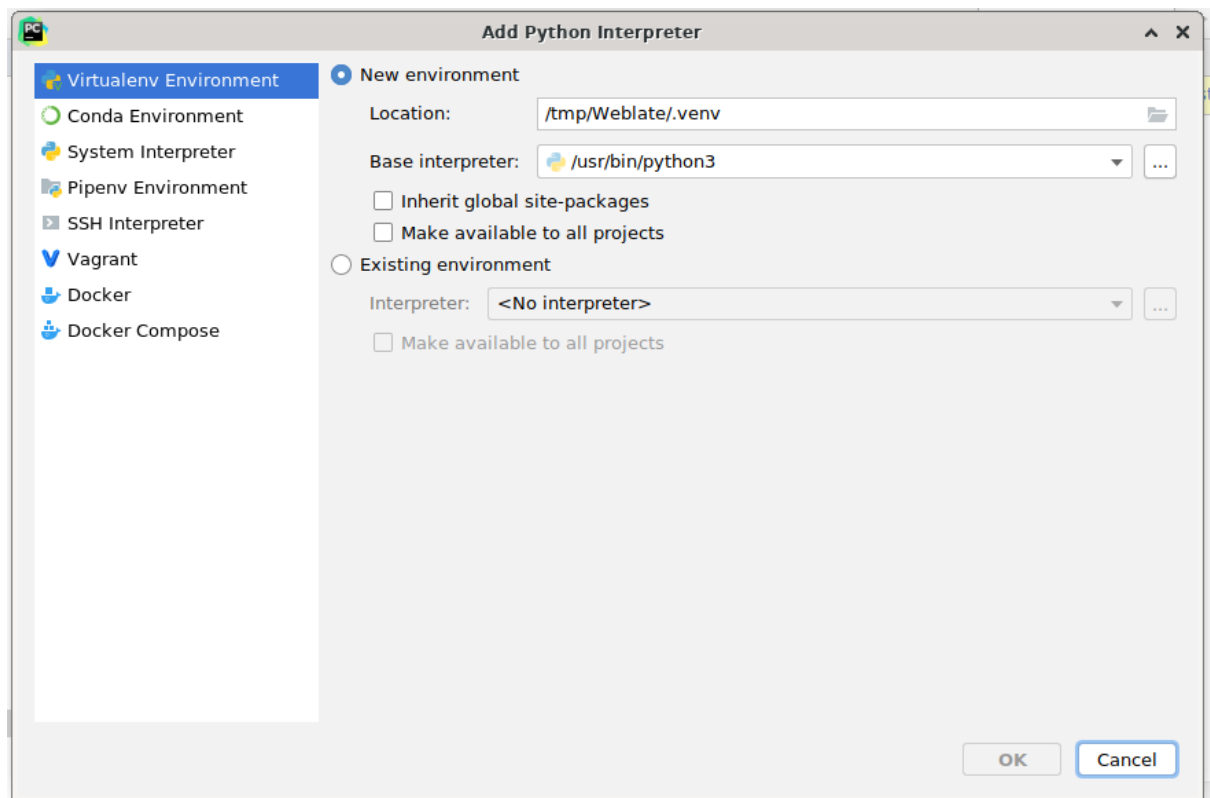 PC
Add Python Interpreter
Virtualenv Environment
Conda Environment
System Interpreter
Pipenv Environment
SSH Interpreter
Vagrant
Docker
Docker Compose
New environment
Location: /tmp/Weblate/.venv
Base interpreter: /usr/bin/python3 ...
Inherit global site-packages
Make available to all projects
Existing environment
Interpreter: <No interpreter> ...
Make available to all projects
OK Cancel